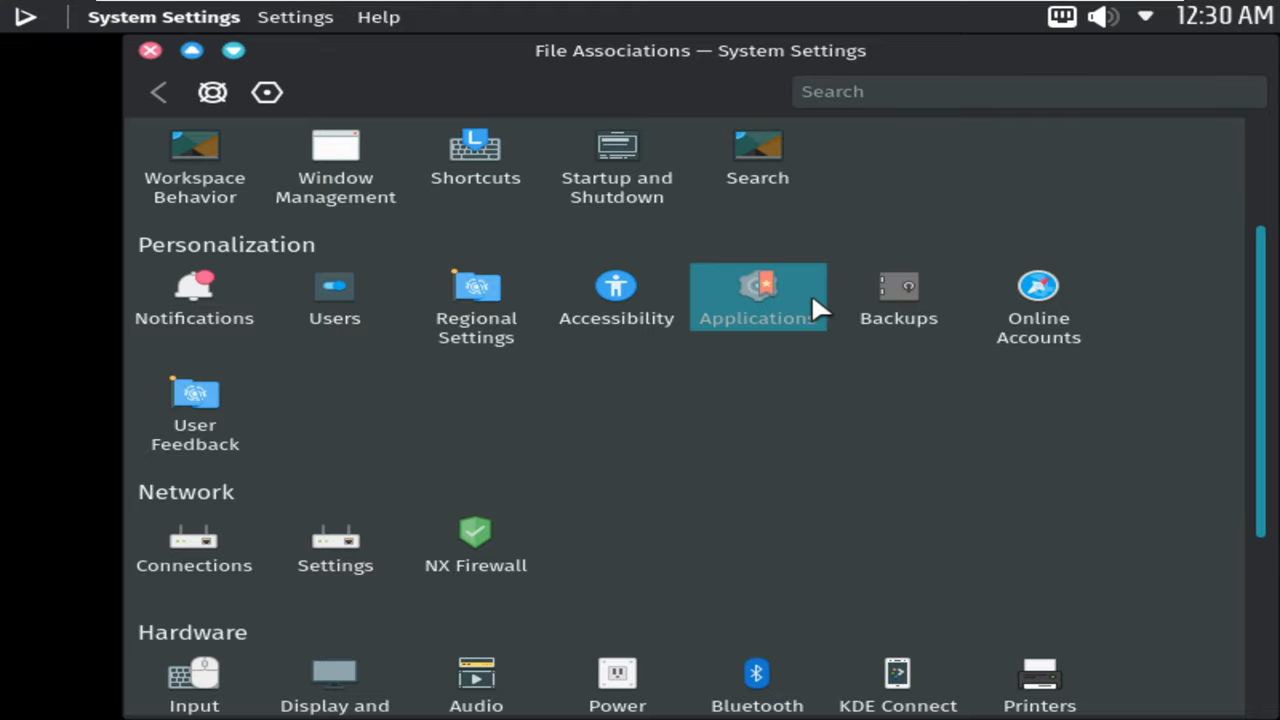 System Settings Settings Help 12:30 AM
File Associations — System Settings
Search
Workspace Behavior
Window Management
Shortcuts
Startup and Shutdown
Search
Personalization
Notifications
Users
Regional Settings
Accessibility
Applications
Backups
Online Accounts
User Feedback
Network
Connections
Settings
NX Firewall
Hardware
Input
Display and
Audio
Power
Bluetooth
KDE Connect
Printers